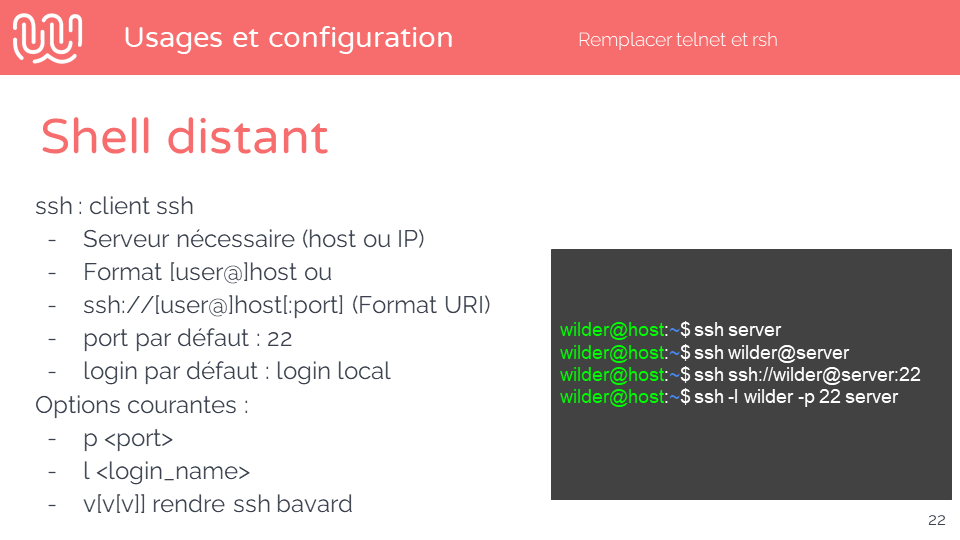 Usages et configuration
Remplacer telnet et rsh
Shell distant
ssh : client ssh
- Serveur nécessaire (host ou IP)
- Format [user@]host ou
- ssh://[user@]host[:port] (Format URI)
- port par défaut : 22
- login par défaut : login local
Options courantes :
- p <port>
- l <login_name>
- v[v[v]] rendre ssh bavard
wilder@host:~$ ssh server
wilder@host:~$ ssh wilder@server
wilder@host:~$ ssh ssh://wilder@server:22
wilder@host:~$ ssh -l wilder -p 22 server
22